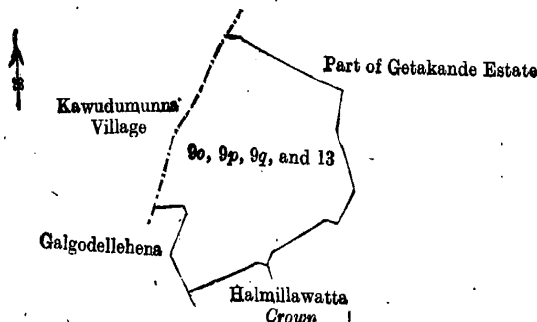 Part of Getakande Estate
Kawudumunna
Village
9o, 9p, 9q, and 13
Galgodellehena
Halmillawatta
Crown